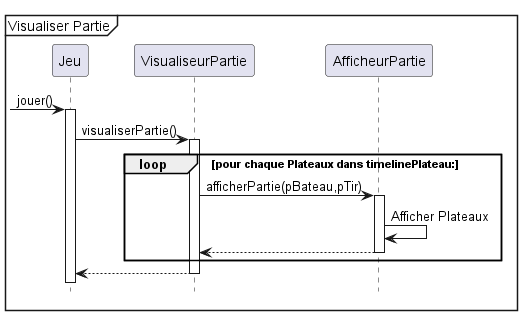 Visualiser Partie
Jeu
VisualiseurPartie
AfficheurPartie
jouer()
visualiserPartie()
loop
[pour chaque Plateaux dans timelinePlateau:]
afficherPartie(pBateau,pTir)
Afficher Plateaux